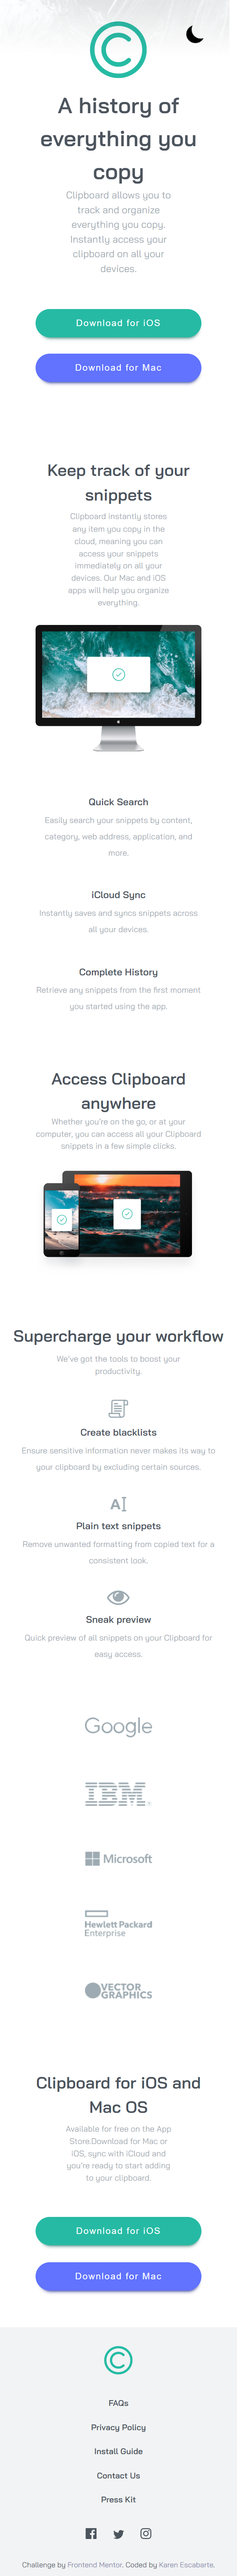 A history of
everything you
copy
Clipboard allows you to
track and organize
everything you copy.
Instantly access your
clipboard on all your
devices.
Download for iOS
Download for Mac
Keep track of your
snippets
Clipboard instantly stores
any item you copy in the
cloud, meaning you can
access your snippets
immediately on all your
devices. Our Mac and iOS
apps will help you organize
everything.
Quick Search
Easily search your snippets by content,
category, web address, application, and
more.
iCloud Sync
Instantly saves and syncs snippets across
all your devices.
Complete History
Retrieve any snippets from the first moment
you started using the app.
Access Clipboard
anywhere
Whether you're on the go, or at your
computer, you can access all your Clipboard
snippets in a few simple clicks.
Supercharge your workflow
We've got the tools to boost your
productivity.
Create blacklists
Ensure sensitive information never makes its way to
your clipboard by excluding certain sources.
A
Plain text snippets
Remove unwanted formatting from copied text for a
consistent look.
Sneak preview
Quick preview of all snippets on your Clipboard for
easy access.
Google
IBM
Microsoft
Hewlett Packard
Enterprise
VECTOR
GRAPHICS
Clipboard for iOS and
Mac OS
Available for free on the App
Store.Download for Mac or
iOS, sync with iCloud and
you're ready to start adding
to your clipboard.
Download for iOS
Download for Mac
FAQs
Privacy Policy
Install Guide
Contact Us
Press Kit
Challenge by Frontend Mentor. Coded by Karen Escabarte.